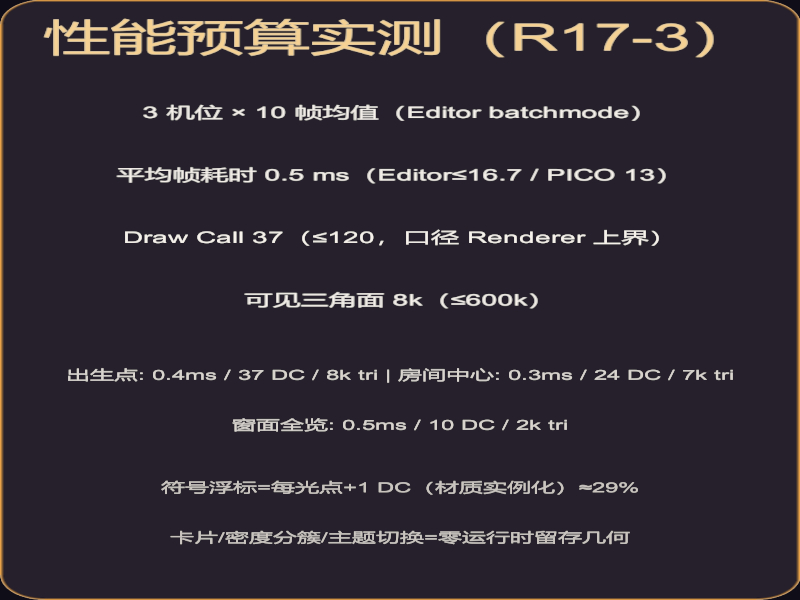 性能预算实测（R17-3）
3 机位 × 10 帧均值（Editor batchmode）
平均帧耗时 0.5 ms（Editor≤16.7 / PICO 13）
Draw Call 37（≤120，口径 Renderer 上界）
可见三角面 8k（≤600k）
出生点: 0.4ms / 37 DC / 8k tri | 房间中心: 0.3ms / 24 DC / 7k tri
窗面全览: 0.5ms / 10 DC / 2k tri
符号浮标=每光点+1 DC（材质实例化）≈29%
卡片/密度分簇/主题切换=零运行时留存几何